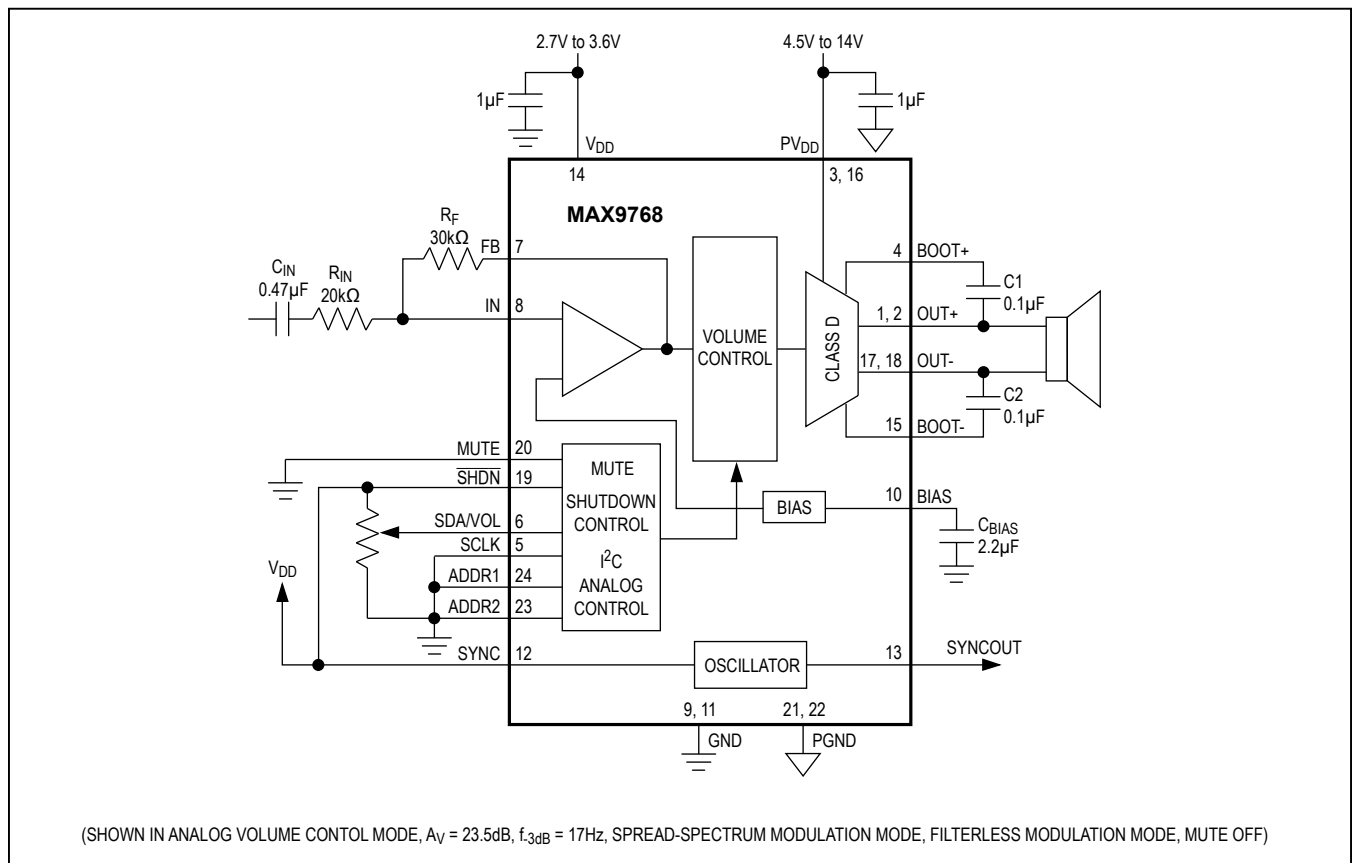 2.7V to 3.6V
4.5V to 14V
1µF
1µF
VDD
PVDD
14
3, 16
MAX9768
RF
30kΩ
FB
7
CIN
0.47µF
RIN
20kΩ
IN
8
VOLUME
CONTROL
CLASS D
4
BOOT+
C1
0.1µF
1, 2
OUT+
17, 18
OUT-
C2
0.1µF
15
BOOT-
MUTE
20
SHDN
19
SDA/VOL
6
SCLK
5
ADDR1
24
ADDR2
23
MUTE
SHUTDOWN
CONTROL
I2C
ANALOG
CONTROL
BIAS
10
BIAS
CBIAS
2.2µF
VDD
SYNC
12
OSCILLATOR
13
SYNCOUT
9, 11
GND
21, 22
PGND
(SHOWN IN ANALOG VOLUME CONTOL MODE, AV = 23.5dB, f-3dB = 17Hz, SPREAD-SPECTRUM MODULATION MODE, FILTERLESS MODULATION MODE, MUTE OFF)